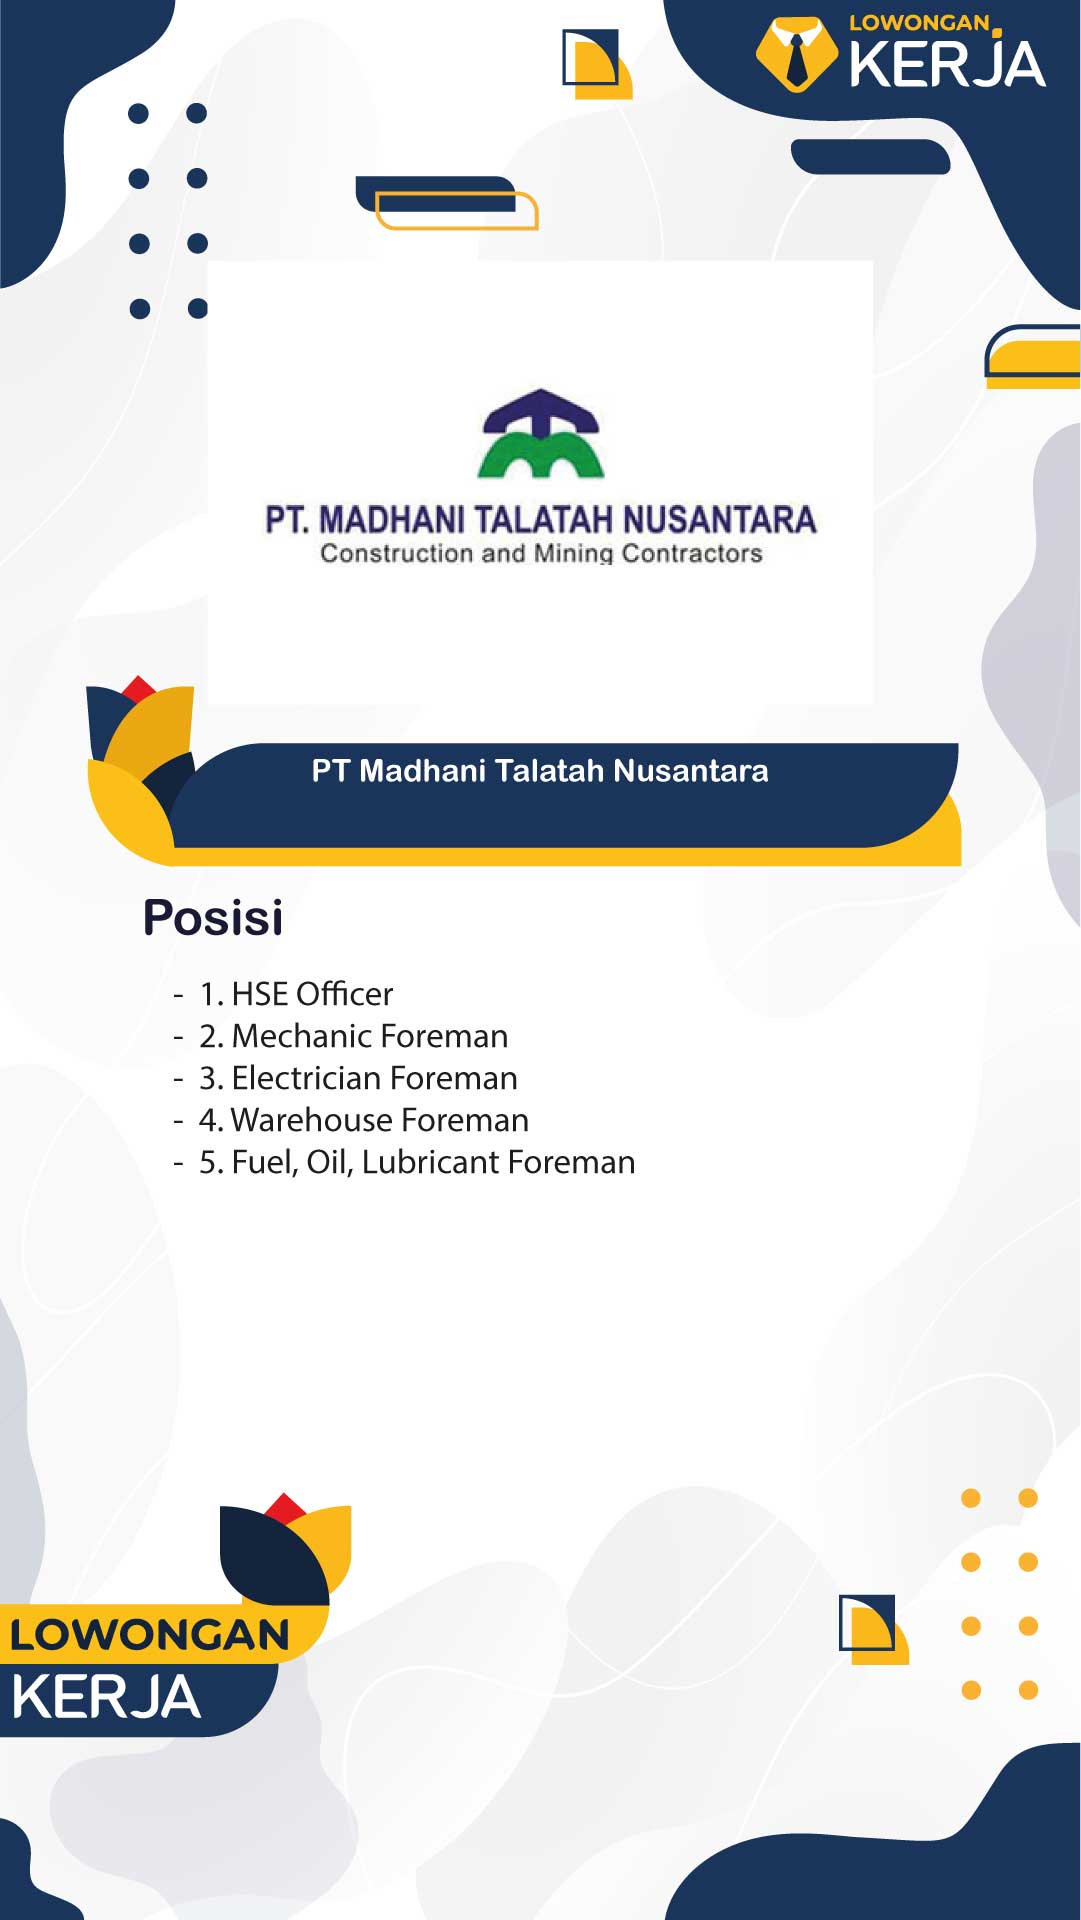 LOWONGAN
KERJA
PT. MADHANI TALATAH NUSANTARA
Construction and Mining Contractors
PT Madhani Talatah Nusantara
Posisi
- 1. HSE Officer
- 2. Mechanic Foreman
- 3. Electrician Foreman
- 4. Warehouse Foreman
- 5. Fuel, Oil, Lubricant Foreman
LOWONGAN
KERJA